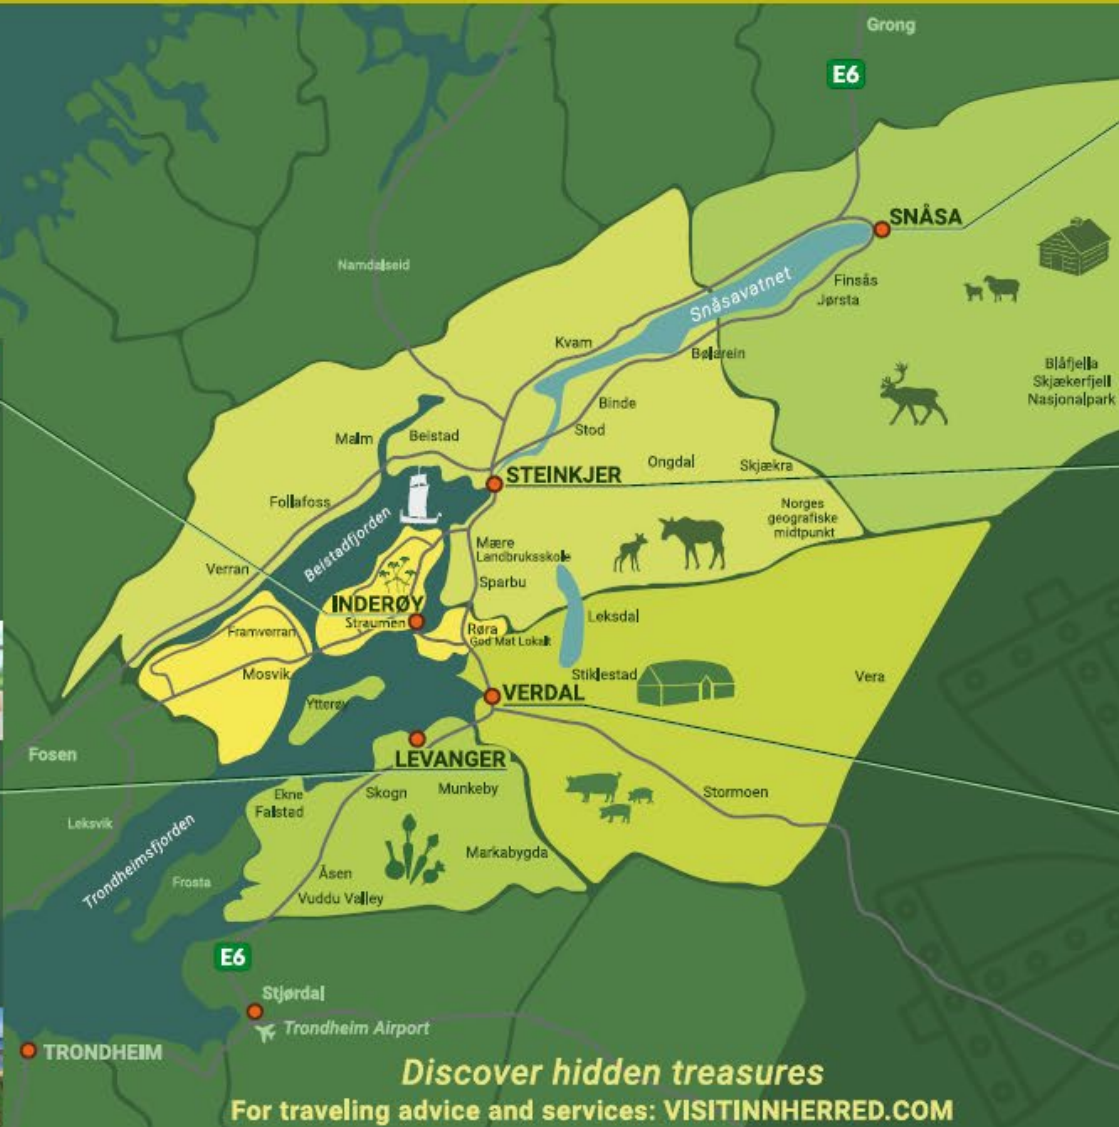 Grong
E6
SNÅSA
Namdalseid
Snåsavatnet
Finsås
Jørsta
Kvam
Bølarein
Blåfjella
Skjækerfjell
Nasjonalpark
Binde
Stod
Malm
Beistad
Ongdal
Skjækra
STEINKJER
Follafoss
Norges
geografiske
midtpunkt
Beistadfjorden
Mære
Landbruksskole
Verran
Sparbu
INDERØY
Straumen
Leksdal
Framverran
Røra
God Mat Lokalt
Mosvik
Stiklestad
Vera
VERDAL
Ytterøy
Fosen
LEVANGER
Ekne
Falstad
Skogn
Munkeby
Stormoen
Leksvik
Trondheimsfjorden
Markabygda
Frosta
Åsen
Vuddu Valley
E6
Stjørdal
Trondheim Airport
TRONDHEIM
Discover hidden treasures
For traveling advice and services: VISITINNHERRED.COM